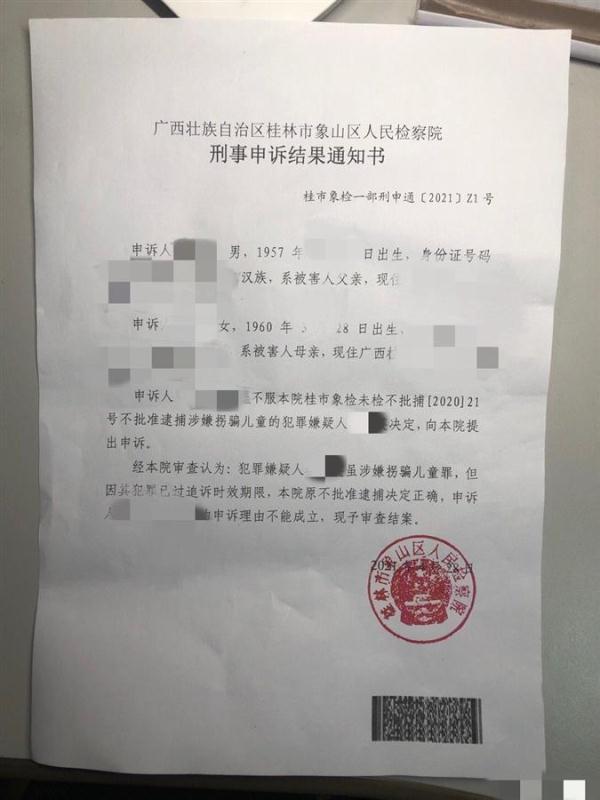 广西壮族自治区桂林市象山区人民检察院
刑事申诉结果通知书
桂市象检一部刑申通〔2021〕Z1号
申诉人 男，1957年 日出生，身份证号码
汉族，系被害人父亲，现住
申诉 女，1960年 28日出生，
系被害人母亲，现住广西桂
申诉人 不服本院桂市象检未检不批捕[2020]21
号不批准逮捕涉嫌拐骗儿童的犯罪嫌疑人 决定，向本院提
出申诉。
经本院审查认为：犯罪嫌疑人 虽涉嫌拐骗儿童罪，但
因其犯罪已过追诉时效期限，本院原不批准逮捕决定正确，申诉
申诉理由不能成立，现予审查结案。
2021年 日
桂林市象山区人民检察院